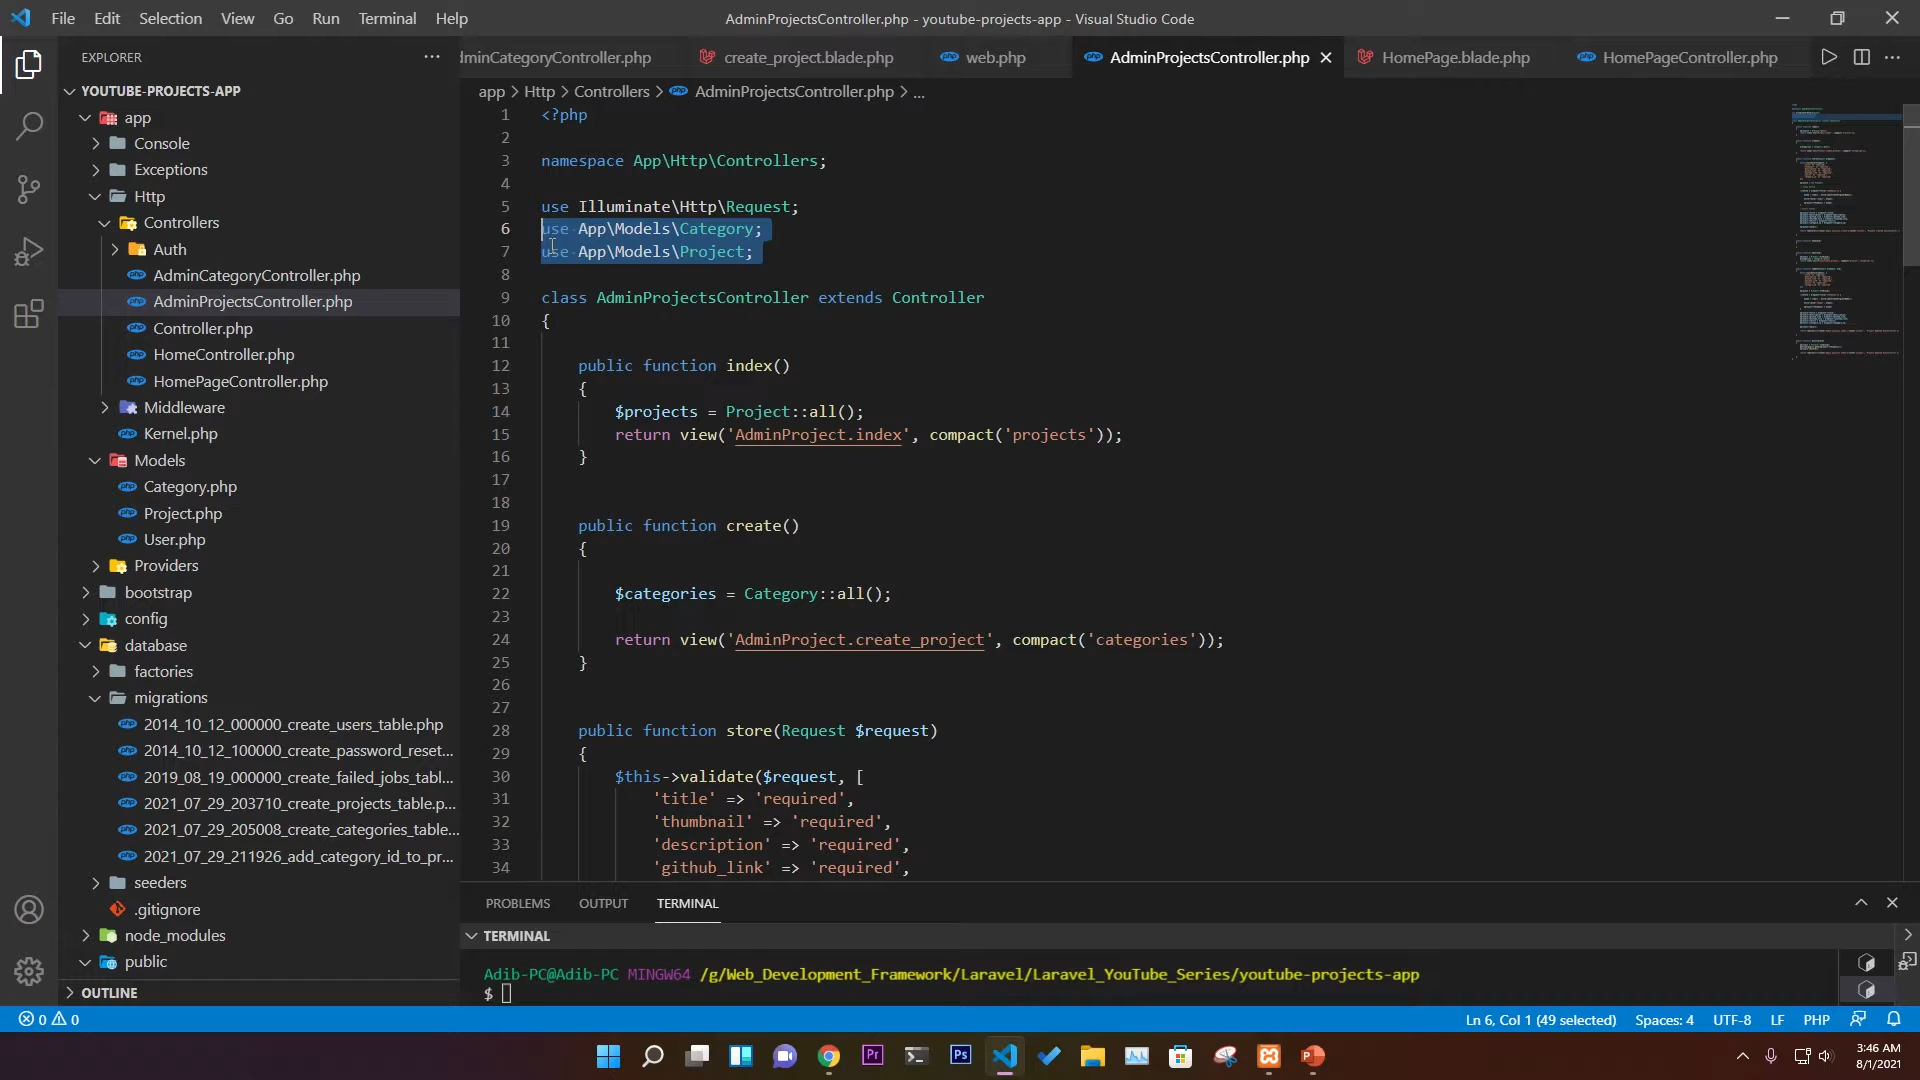 File Edit Selection View Go Run Terminal Help
AdminProjectsController.php - youtube-projects-app - Visual Studio Code
EXPLORER
dminCategoryController.php
create_project.blade.php
web.php
AdminProjectsController.php
HomePage.blade.php
HomePageController.php
app > Http > Controllers > AdminProjectsController.php > ...
YOUTUBE-PROJECTS-APP
app
Console
Exceptions
Http
Controllers
Auth
AdminCategoryController.php
AdminProjectsController.php
Controller.php
HomeController.php
HomePageController.php
Middleware
Kernel.php
Models
Category.php
Project.php
User.php
Providers
bootstrap
config
database
factories
migrations
2014_10_12_000000_create_users_table.php
2014_10_12_100000_create_password_reset...
2019_08_19_000000_create_failed_jobs_tabl...
2021_07_29_203710_create_projects_table.p...
2021_07_29_205008_create_categories_table...
2021_07_29_211926_add_category_id_to_pr...
seeders
.gitignore
node_modules
public
OUTLINE
1 <?php
2
3 namespace App\Http\Controllers;
4
5 use Illuminate\Http\Request;
6 use App\Models\Category;
7 use App\Models\Project;
8
9 class AdminProjectsController extends Controller
10 {
11
12 public function index()
13 {
14 $projects = Project::all();
15 return view('AdminProject.index', compact('projects'));
16 }
17
18
19 public function create()
20 {
21
22 $categories = Category::all();
23
24 return view('AdminProject.create_project', compact('categories'));
25 }
26
27
28 public function store(Request $request)
29 {
30 $this->validate($request, [
31 'title' => 'required',
32 'thumbnail' => 'required',
33 'description' => 'required',
34 'github_link' => 'required',
PROBLEMS OUTPUT TERMINAL
TERMINAL
Adib-PC@Adib-PC MINGW64 /g/Web_Development_Framework/Laravel/Laravel_YouTube_Series/youtube-projects-app
$
0 0
Ln 6, Col 1 (49 selected) Spaces: 4 UTF-8 LF PHP
Pr
Ps
3:46 AM
8/1/2021